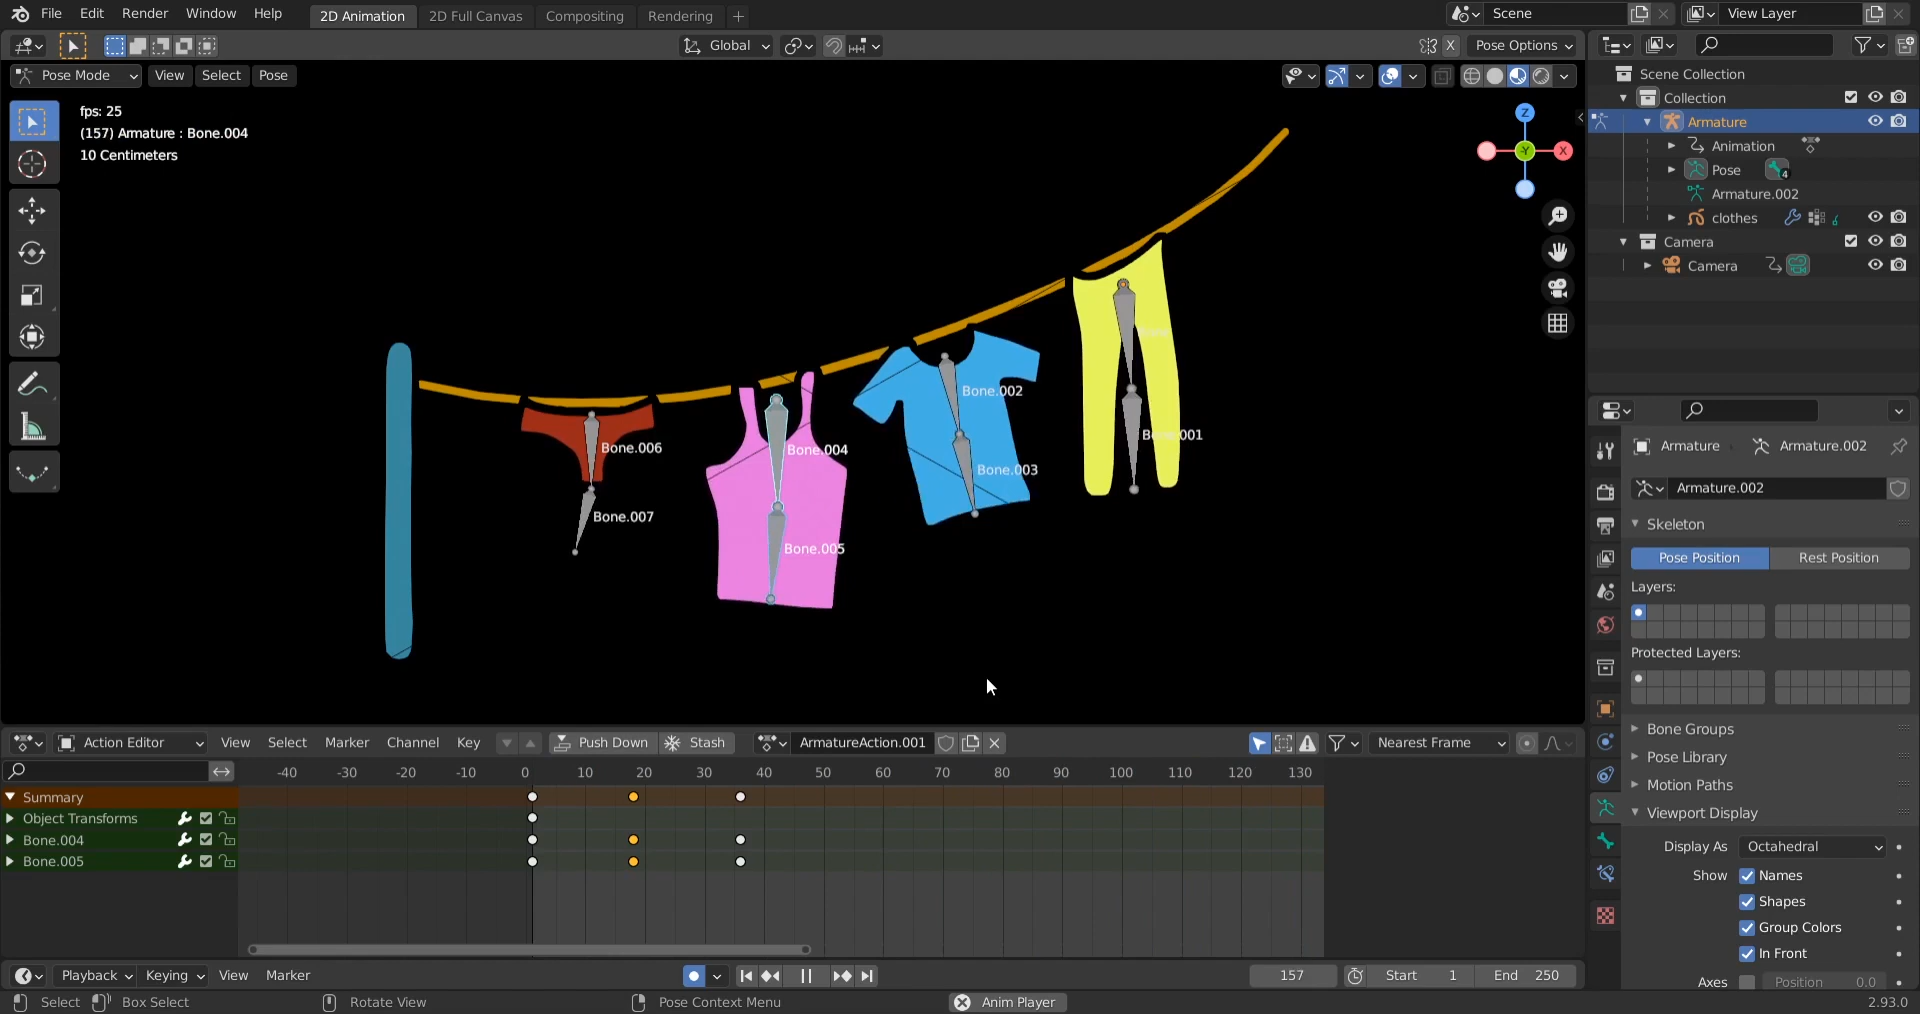 File Edit Render Window Help 2D Animation 2D Full Canvas Compositing Rendering + Scene View Layer
Global X Pose Options
Pose Mode View Select Pose
fps: 25
(157) Armature : Bone.004
10 Centimeters
Z
-Y X
Bone.002
Bone.001
Bone.006 Bone.004
Bone.003
Bone.007
Bone.005
Scene Collection
Collection
Armature
Animation
Pose 4
Armature.002
clothes
Camera
Camera
Armature Armature.002
Armature.002
Skeleton
Pose Position Rest Position
Layers:
Protected Layers:
Bone Groups
Pose Library
Motion Paths
Viewport Display
Display As Octahedral
Show Names
Shapes
Group Colors
In Front
Axes Position 0.0
Action Editor View Select Marker Channel Key Push Down Stash ArmatureAction.001 Nearest Frame
-40 -30 -20 -10 0 10 20 30 40 50 60 70 80 90 100 110 120 130
Summary
Object Transforms
Bone.004
Bone.005
Playback Keying View Marker 157 Start 1 End 250
Select Box Select Rotate View Pose Context Menu Anim Player 2.93.0